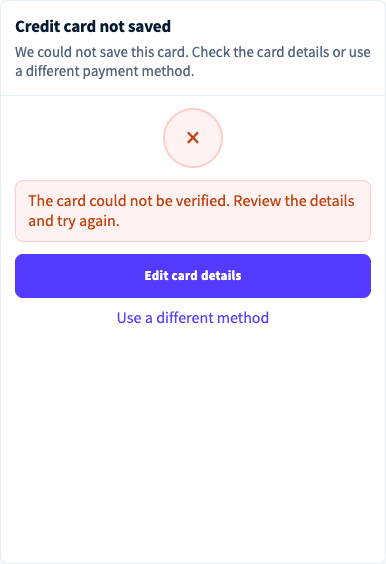 Credit card not saved
We could not save this card. Check the card details or use
a different payment method.
The card could not be verified. Review the details
and try again.
Edit card details
Use a different method